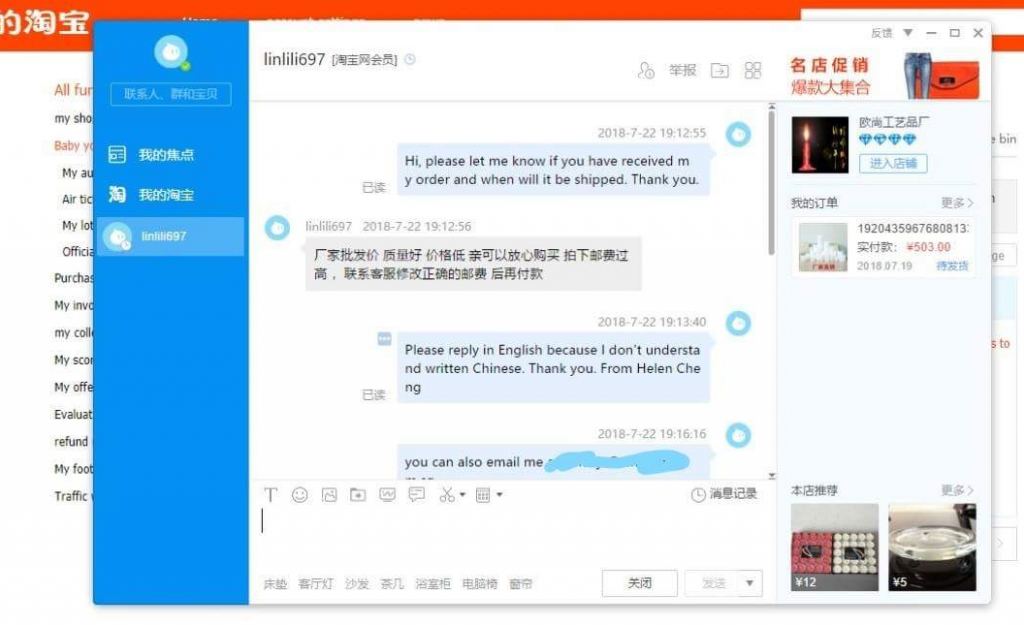 的淘宝
反馈
All fun
my sho
Baby yo
My au
Air tic
My lot
Officia
Purchas
My invo
my colle
My scor
My offe
Evaluat
refund
My foot
Traffic
联系人、群和宝贝
我的焦点
我的淘宝
linlili697
linlili697 [淘宝网会员]
举报
2018-7-22 19:12:55
Hi, please let me know if you have received m
y order and when will it be shipped. Thank you.
已读
linlili697 2018-7-22 19:12:56
厂家批发价 质量好 价格低 亲可以放心购买 拍下邮费过
高，联系客服修改正确的邮费 后再付款
2018-7-22 19:13:40
Please reply in English because I don't understa
nd written Chinese. Thank you. From Helen Che
ng
已读
2018-7-22 19:16:16
you can also email me
消息记录
床垫 客厅灯 沙发 茶几 浴室柜 电脑椅 窗帘
关闭
发送
名店促销
爆款大集合
欧尚工艺品厂
进入店铺
我的订单
更多
1920435967680813
实付款: ¥503.00
2018.07.19 待发货
本店推荐
更多
¥12
¥5
e bin
ge
s to